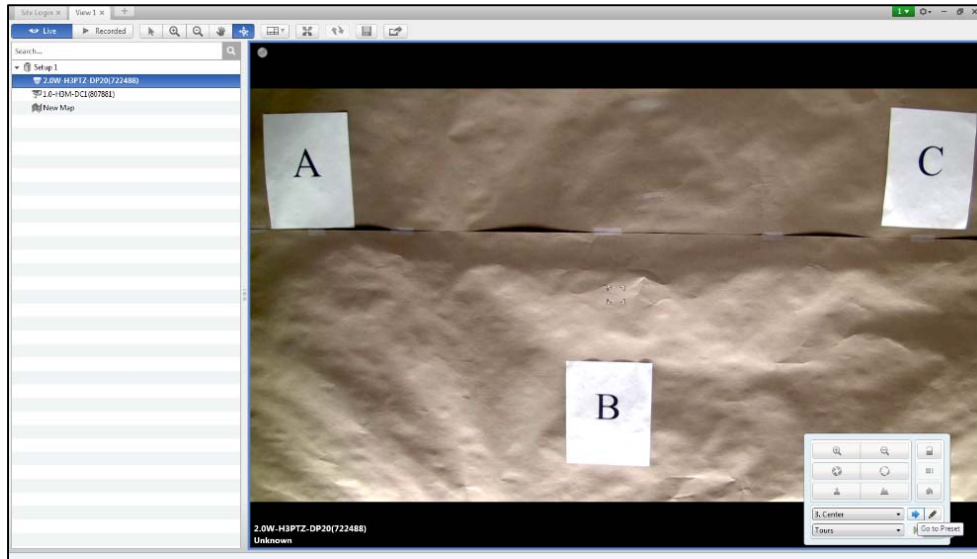 Site Login x View 1 x +
1
Live Recorded
Search...
Setup 1
2.0W-H3PTZ-DP20(722488)
1.0-H3M-DC1(807881)
New Map
A
C
B
3. Center
Tours
Go to Preset
2.0W-H3PTZ-DP20(722488)
Unknown